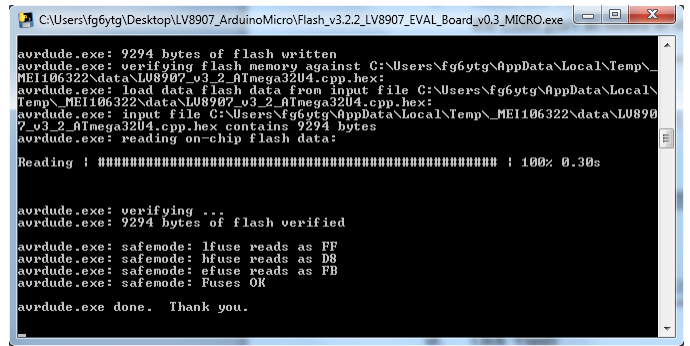 C:\Users\fg6ytg\Desktop\LV8907_ArduinoMicro\Flash_v3.2.2_LV8907_EVAL_Board_v0.3_MICRO.exe
avrdude.exe: 9294 bytes of flash written
avrdude.exe: verifying flash memory against C:\Users\fg6ytg\AppData\Local\Temp\_
MEI106322\data\LV8907_v3_2_ATmega32U4.cpp.hex:
avrdude.exe: load data flash data from input file C:\Users\fg6ytg\AppData\Local\
Temp\_MEI106322\data\LV8907_v3_2_ATmega32U4.cpp.hex:
avrdude.exe: input file C:\Users\fg6ytg\AppData\Local\Temp\_MEI106322\data\LV890
7_v3_2_ATmega32U4.cpp.hex contains 9294 bytes
avrdude.exe: reading on-chip flash data:
Reading | ################################################## | 100% 0.30s
avrdude.exe: verifying ...
avrdude.exe: 9294 bytes of flash verified
avrdude.exe: safemode: lfuse reads as FF
avrdude.exe: safemode: hfuse reads as D8
avrdude.exe: safemode: efuse reads as FB
avrdude.exe: safemode: Fuses OK
avrdude.exe done.  Thank you.